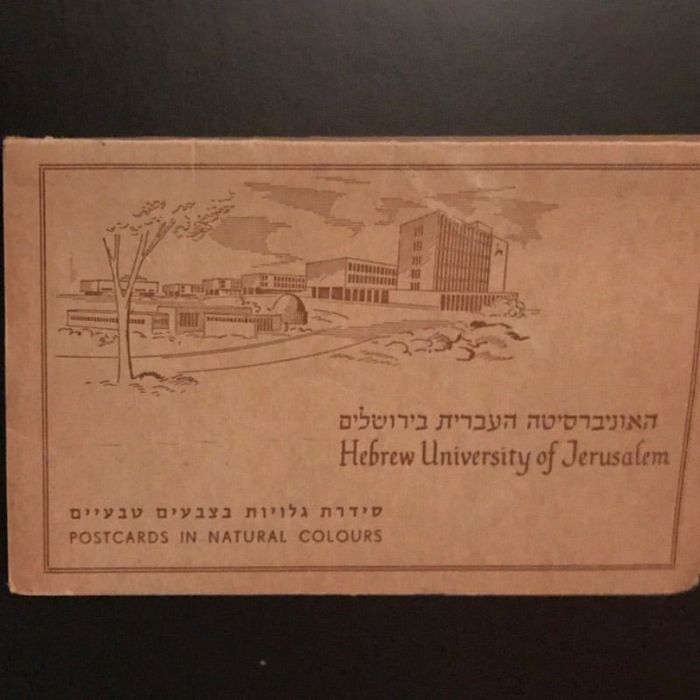 האוניברסיטה העברית בירושלים
Hebrew University of Jerusalem
סידרת גלויות בצבעים טבעיים
POSTCARDS IN NATURAL COLOURS